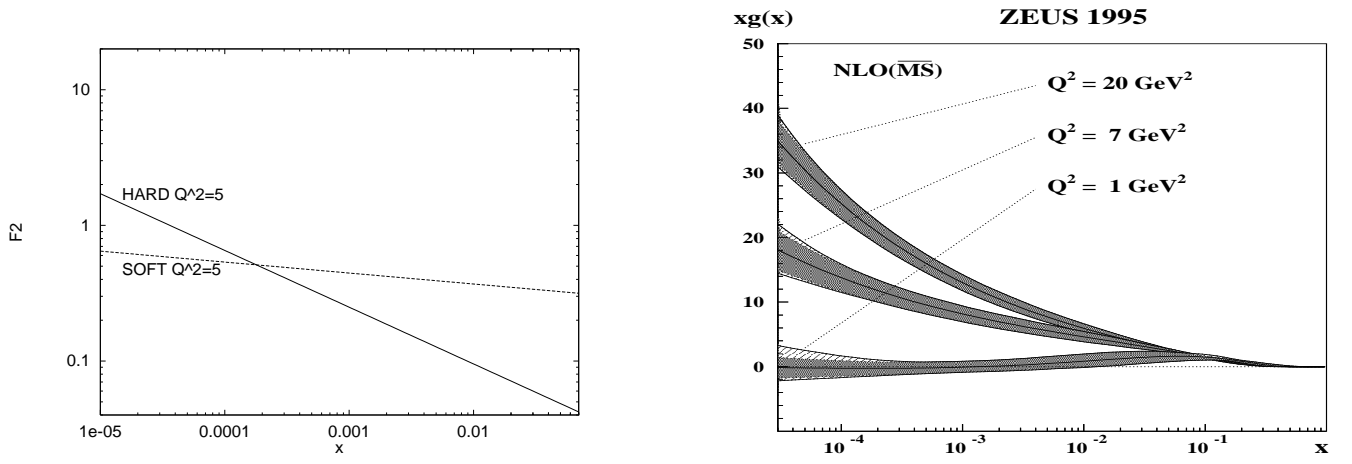 10
1
0.1
F2
HARD Q^2=5
SOFT Q^2=5
1e-05
0.0001
0.001
0.01
x
xg(x)
ZEUS 1995
50
40
30
20
10
0
NLO(M̅S̅)
Q² = 20 GeV²
Q² = 7 GeV²
Q² = 1 GeV²
10⁻⁴
10⁻³
10⁻²
10⁻¹
x